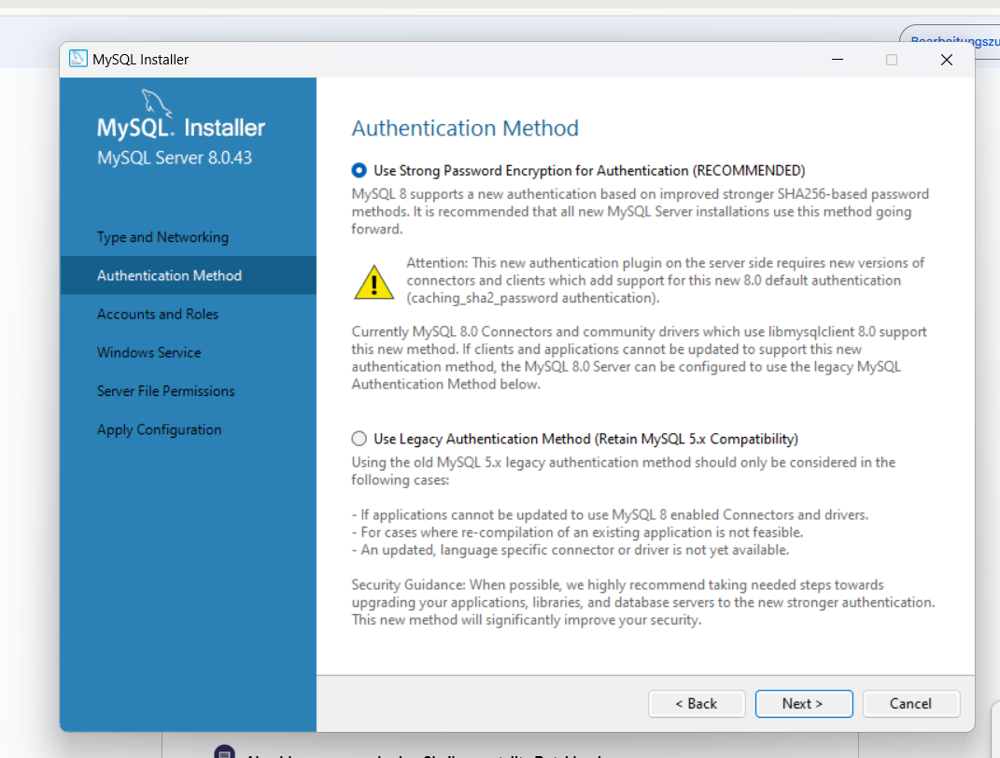 Bearbeitungszu
MySQL Installer
MySQL. Installer
MySQL Server 8.0.43
Type and Networking
Authentication Method
Accounts and Roles
Windows Service
Server File Permissions
Apply Configuration
Authentication Method
Use Strong Password Encryption for Authentication (RECOMMENDED)
MySQL 8 supports a new authentication based on improved stronger SHA256-based password
methods. It is recommended that all new MySQL Server installations use this method going
forward.
Attention: This new authentication plugin on the server side requires new versions of
connectors and clients which add support for this new 8.0 default authentication
(caching_sha2_password authentication).
Currently MySQL 8.0 Connectors and community drivers which use libmysqlclient 8.0 support
this new method. If clients and applications cannot be updated to support this new
authentication method, the MySQL 8.0 Server can be configured to use the legacy MySQL
Authentication Method below.
Use Legacy Authentication Method (Retain MySQL 5.x Compatibility)
Using the old MySQL 5.x legacy authentication method should only be considered in the
following cases:
- If applications cannot be updated to use MySQL 8 enabled Connectors and drivers.
- For cases where re-compilation of an existing application is not feasible.
- An updated, language specific connector or driver is not yet available.
Security Guidance: When possible, we highly recommend taking needed steps towards
upgrading your applications, libraries, and database servers to the new stronger authentication.
This new method will significantly improve your security.
< Back
Next >
Cancel